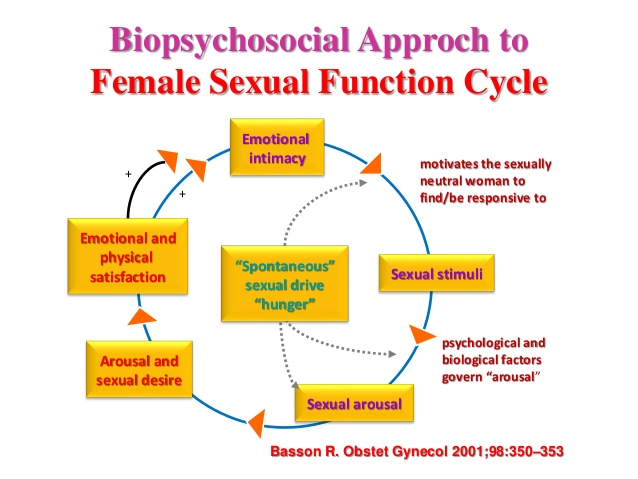 Biopsychosocial Approch to
Female Sexual Function Cycle
Emotional
intimacy
motivates the sexually
neutral woman to
find/be responsive to
+
+
Emotional and
physical
satisfaction
“Spontaneous”
sexual drive
“hunger”
Sexual stimuli
psychological and
biological factors
govern “arousal”
Arousal and
sexual desire
Sexual arousal
Basson R. Obstet Gynecol 2001;98:350–353